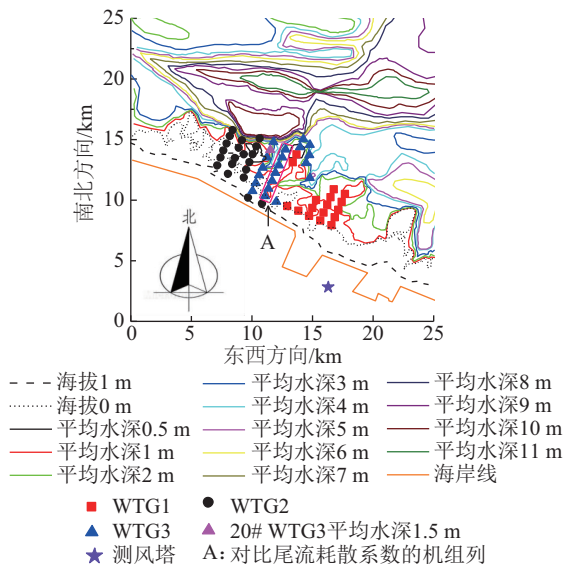 25
20
15
10
5
0
南北方向/km
北
A
0 5 10 15 20 25
东西方向/km
海拔1 m 平均水深3 m 平均水深8 m
海拔0 m 平均水深4 m 平均水深9 m
平均水深0.5 m 平均水深5 m 平均水深10 m
平均水深1 m 平均水深6 m 平均水深11 m
平均水深2 m 平均水深7 m 海岸线
WTG1 WTG2
WTG3 20# WTG3平均水深1.5 m
测风塔 A:对比尾流耗散系数的机组列